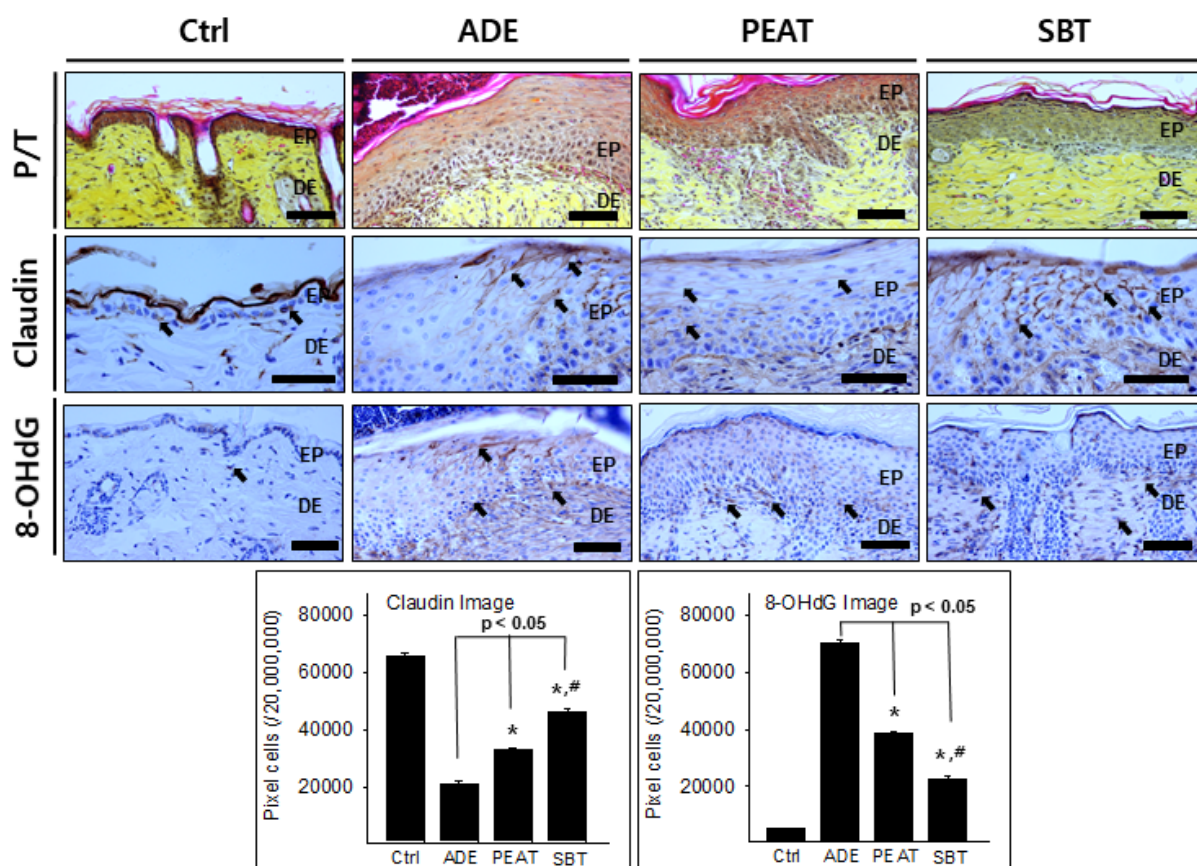 Ctrl ADE PEAT SBT
P/T
EP EP EP EP
DE DE DE DE
Claudin
EP EP EP EP
DE DE DE
8-OHdG
EP EP EP EP
DE DE DE
Claudin Image
p < 0.05
Pixel cells (/20,000,000)
80000
60000
40000
20000
*
*,#
Ctrl ADE PEAT SBT
8-OHdG Image
p < 0.05
Pixel cells (/20,000,000)
80000
60000
40000
20000
*
*,#
Ctrl ADE PEAT SBT